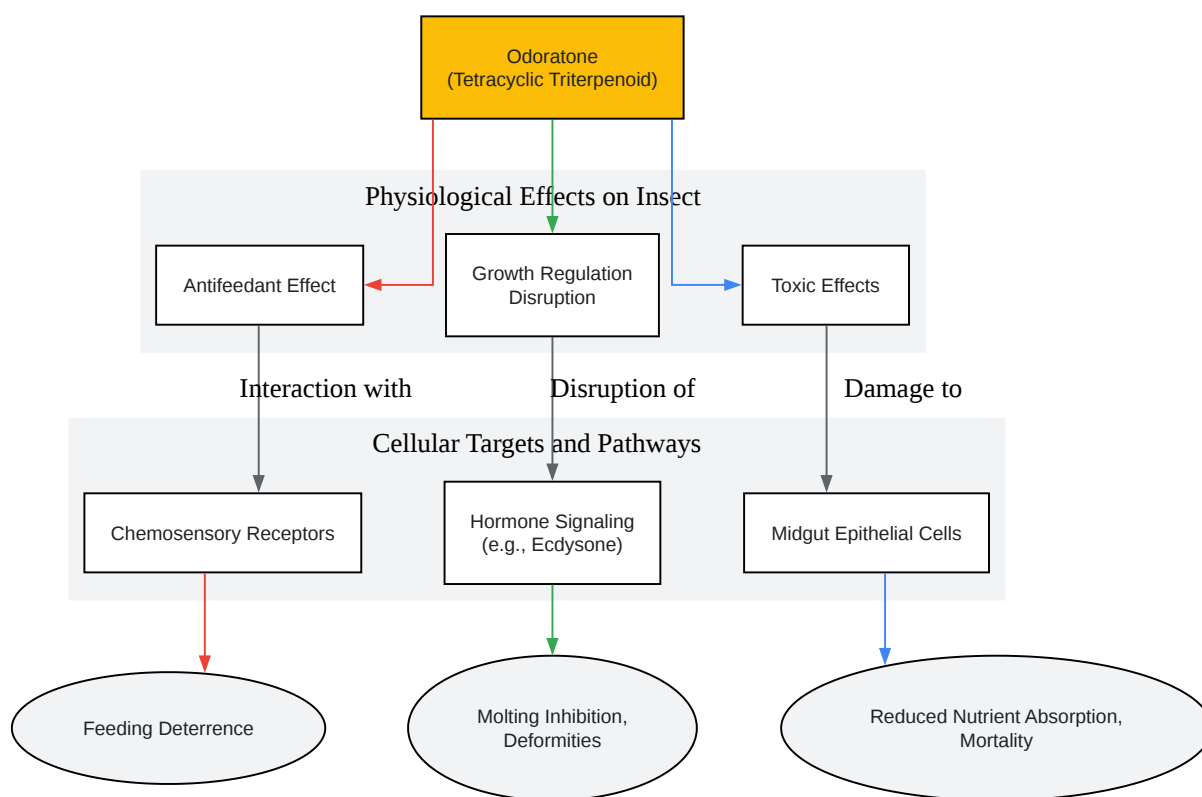 Odoratone
(Tetracyclic Triterpenoid)
Physiological Effects on Insect
Antifeedant Effect
Growth Regulation
Disruption
Toxic Effects
Interaction with
Disruption of
Damage to
Cellular Targets and Pathways
Chemosensory Receptors
Hormone Signaling
(e.g., Ecdysone)
Midgut Epithelial Cells
Feeding Deterrence
Molting Inhibition,
Deformities
Reduced Nutrient Absorption,
Mortality